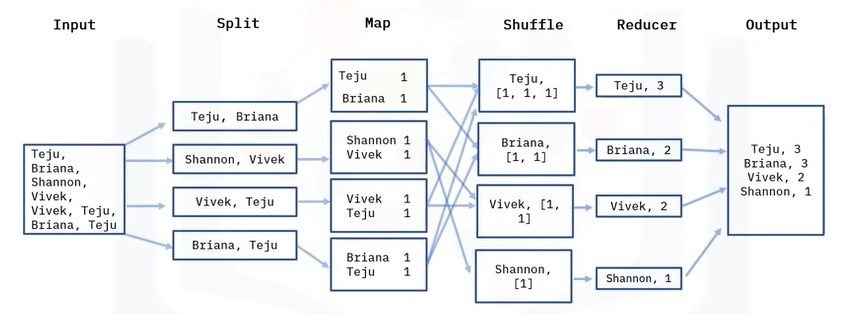 Input
Split
Map
Shuffle
Reducer
Output
Teju,
Briana,
Shannon,
Vivek,
Vivek, Teju,
Briana, Teju
Teju, Briana
Shannon, Vivek
Vivek, Teju
Briana, Teju
Teju 1
Briana 1
Shannon 1
Vivek 1
Vivek 1
Teju 1
Briana 1
Teju 1
Teju,
[1, 1, 1]
Briana,
[1, 1]
Vivek, [1,
1]
Shannon,
[1]
Teju, 3
Briana, 2
Vivek, 2
Shannon, 1
Teju, 3
Briana, 3
Vivek, 2
Shannon, 1